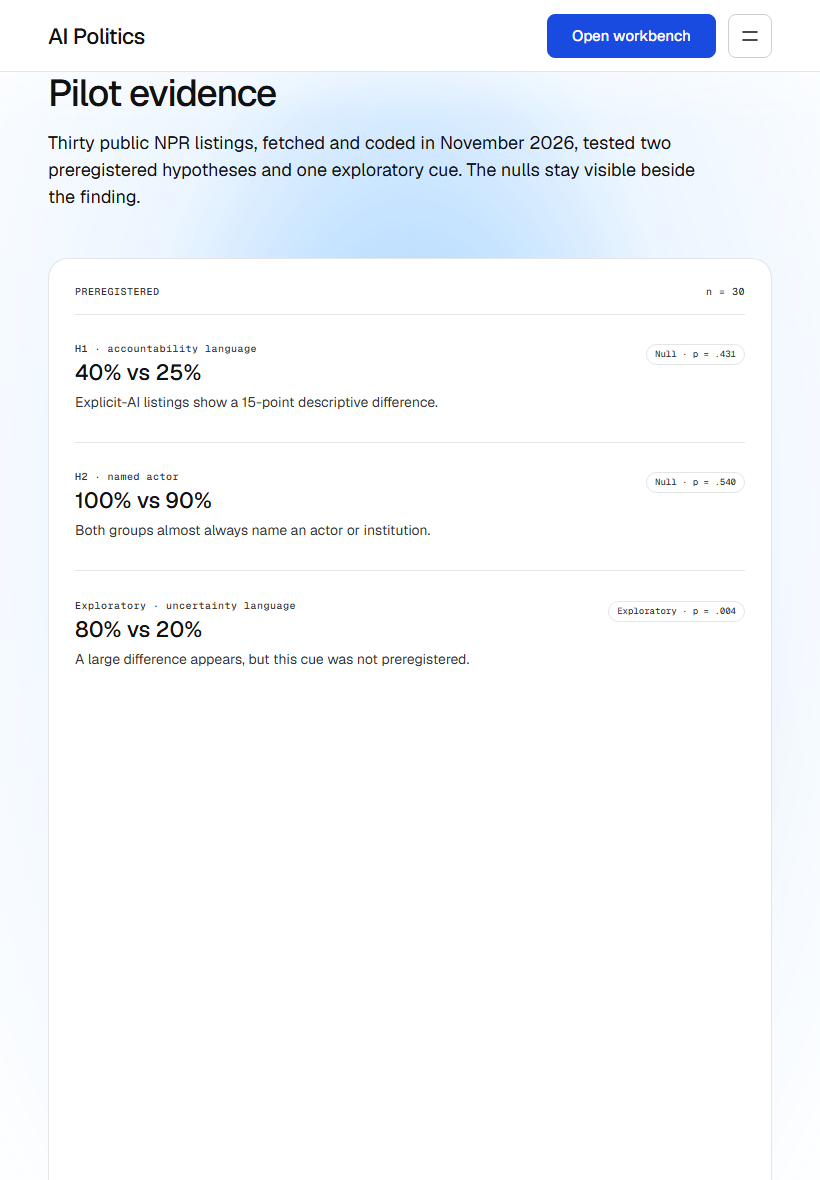 AI Politics
Open workbench
Pilot evidence
Thirty public NPR listings, fetched and coded in November 2026, tested two
preregistered hypotheses and one exploratory cue. The nulls stay visible beside
the finding.
PREREGISTERED
n = 30
H1 · accountability language
Null · p = .431
40% vs 25%
Explicit-AI listings show a 15-point descriptive difference.
H2 · named actor
Null · p = .540
100% vs 90%
Both groups almost always name an actor or institution.
Exploratory · uncertainty language
Exploratory · p = .004
80% vs 20%
A large difference appears, but this cue was not preregistered.